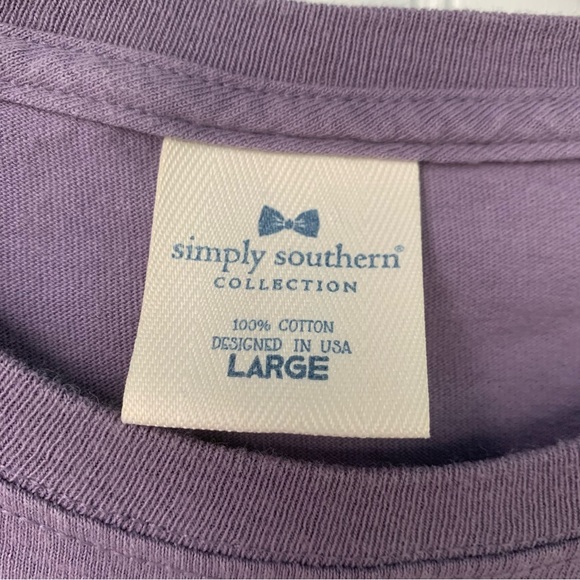 simply southern®
COLLECTION
100% COTTON
DESIGNED IN USA
LARGE